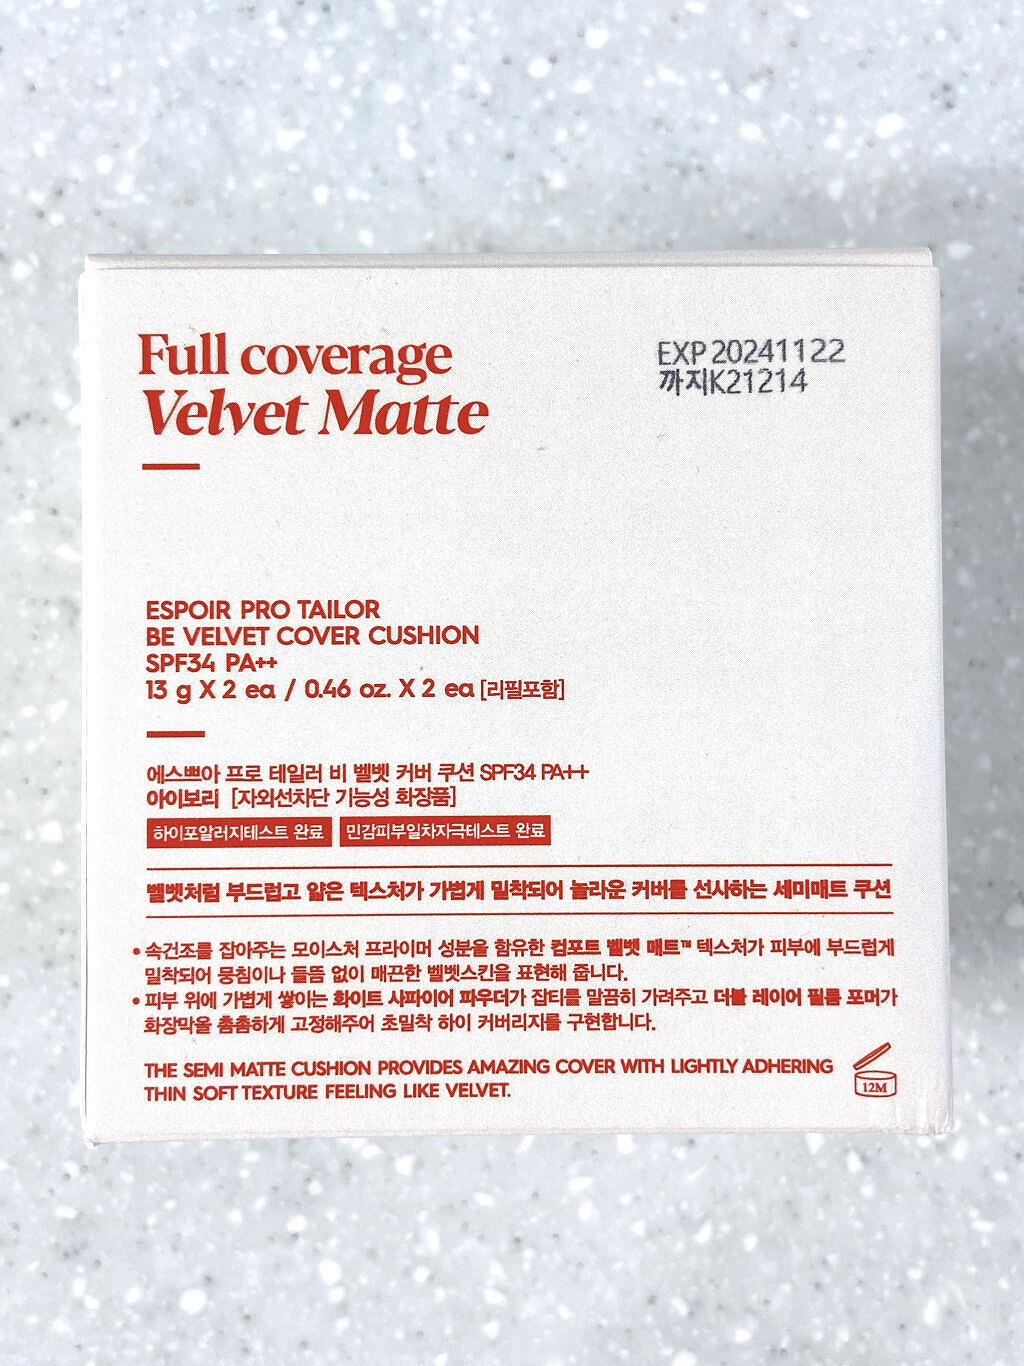 Full coverage
Velvet Matte
EXP 20241122
까지K21214
ESPOIR PRO TAILOR
BE VELVET COVER CUSHION
SPF34 PA++
13 g X 2 ea / 0.46 oz. X 2 ea [리필포함]
에스쁘아 프로 테일러 비 벨벳 커버 쿠션 SPF34 PA++
아이보리 [자외선차단 기능성 화장품]
하이포알러지테스트 완료 민감피부일차자극테스트 완료
벨벳처럼 부드럽고 얇은 텍스처가 가볍게 밀착되어 놀라운 커버를 선사하는 세미매트 쿠션
• 속건조를 잡아주는 모이스처 프라이머 성분을 함유한 컴포트 벨벳 매트™ 텍스처가 피부에 부드럽게
밀착되어 뭉침이나 들뜸 없이 매끈한 벨벳스킨을 표현해 줍니다.
• 피부 위에 가볍게 쌓이는 화이트 사파이어 파우더가 잡티를 말끔히 가려주고 더블 레이어 필름 포머가
화장막을 촘촘하게 고정해주어 초밀착 하이 커버리지를 구현합니다.
THE SEMI MATTE CUSHION PROVIDES AMAZING COVER WITH LIGHTLY ADHERING
THIN SOFT TEXTURE FEELING LIKE VELVET.
12M